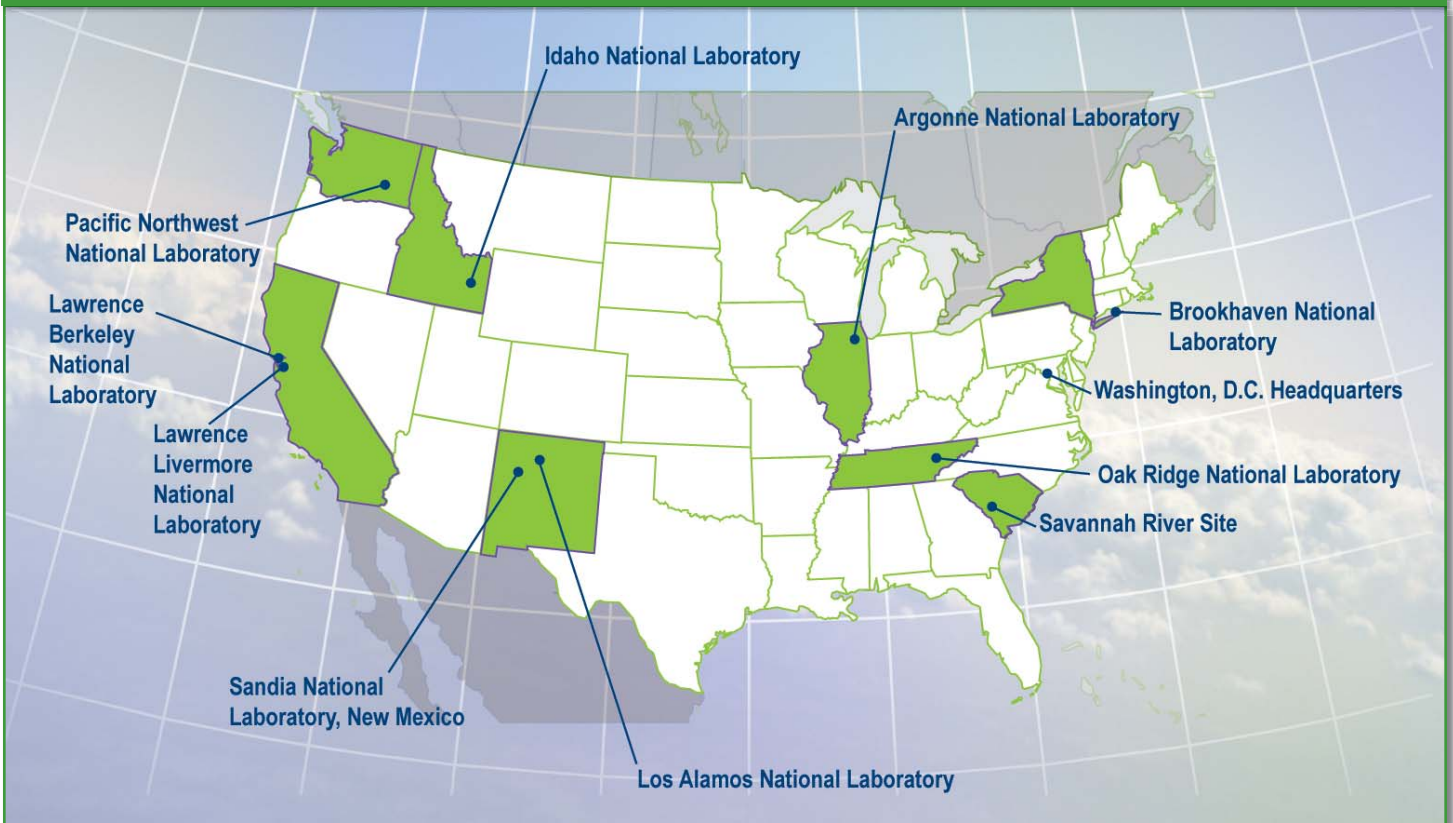 Idaho National Laboratory
Argonne National Laboratory
Pacific Northwest
National Laboratory
Lawrence
Berkeley
National
Laboratory
Brookhaven National
Laboratory
Washington, D.C. Headquarters
Lawrence
Livermore
National
Laboratory
Oak Ridge National Laboratory
Savannah River Site
Sandia National
Laboratory, New Mexico
Los Alamos National Laboratory